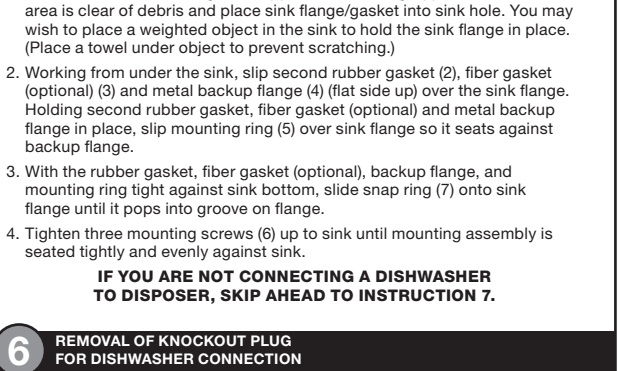 area is clear of debris and place sink flange/gasket into sink hole. You may
wish to place a weighted object in the sink to hold the sink flange in place.
(Place a towel under object to prevent scratching.)
2. Working from under the sink, slip second rubber gasket (2), fiber gasket
(optional) (3) and metal backup flange (4) (flat side up) over the sink flange.
Holding second rubber gasket, fiber gasket (optional) and metal backup
flange in place, slip mounting ring (5) over sink flange so it seats against
backup flange.
3. With the rubber gasket, fiber gasket (optional), backup flange, and
mounting ring tight against sink bottom, slide snap ring (7) onto sink
flange until it pops into groove on flange.
4. Tighten three mounting screws (6) up to sink until mounting assembly is
seated tightly and evenly against sink.
IF YOU ARE NOT CONNECTING A DISHWASHER
TO DISPOSER, SKIP AHEAD TO INSTRUCTION 7.
6 REMOVAL OF KNOCKOUT PLUG
FOR DISHWASHER CONNECTION